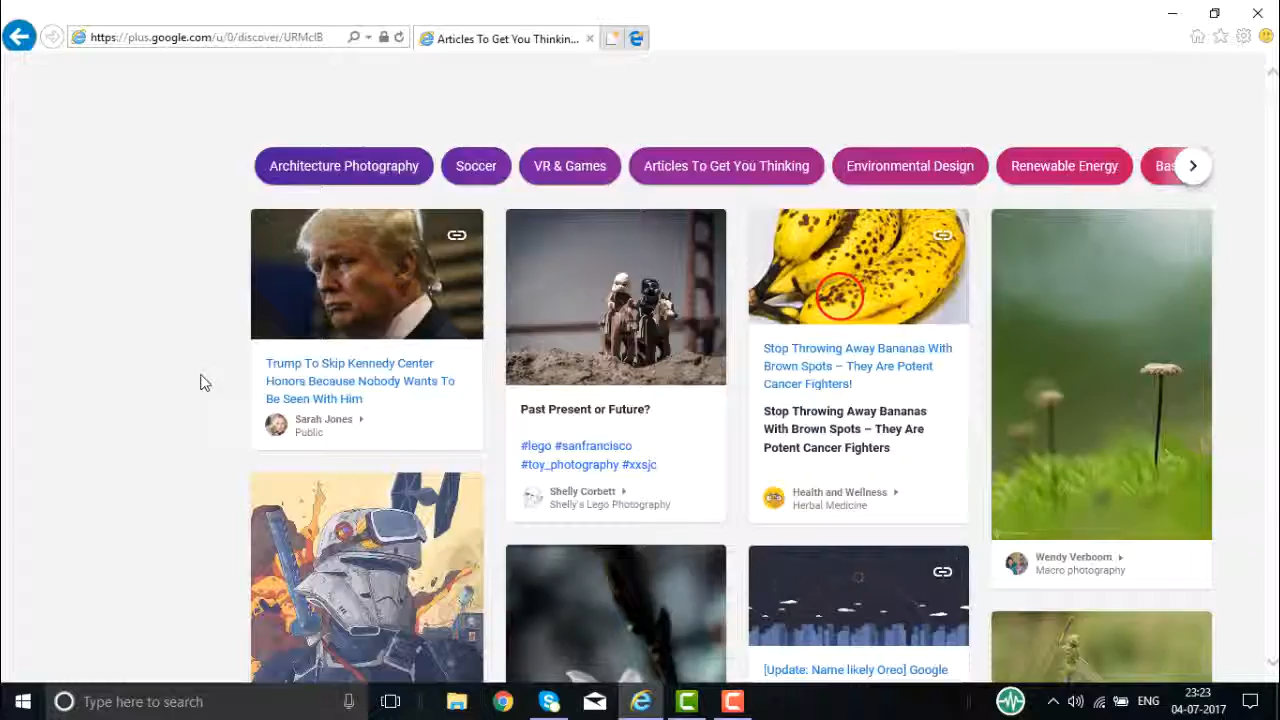 https://plus.google.com/u/0/discover/URMcIB
Articles To Get You Thinkin...
Architecture Photography
Soccer
VR & Games
Articles To Get You Thinking
Environmental Design
Renewable Energy
Bas
Trump To Skip Kennedy Center
Honors Because Nobody Wants To
Be Seen With Him
Sarah Jones
Public
Past Present or Future?
#lego #sanfrancisco
#toy_photography #xxsjc
Shelly Corbett
Shelly's Lego Photography
Stop Throwing Away Bananas With
Brown Spots – They Are Potent
Cancer Fighters!
Stop Throwing Away Bananas
With Brown Spots – They Are
Potent Cancer Fighters
Health and Wellness
Herbal Medicine
Wendy Verboom
Macro photography
[Update: Name likely Oreo] Google
Type here to search
ENG
23:23
04-07-2017